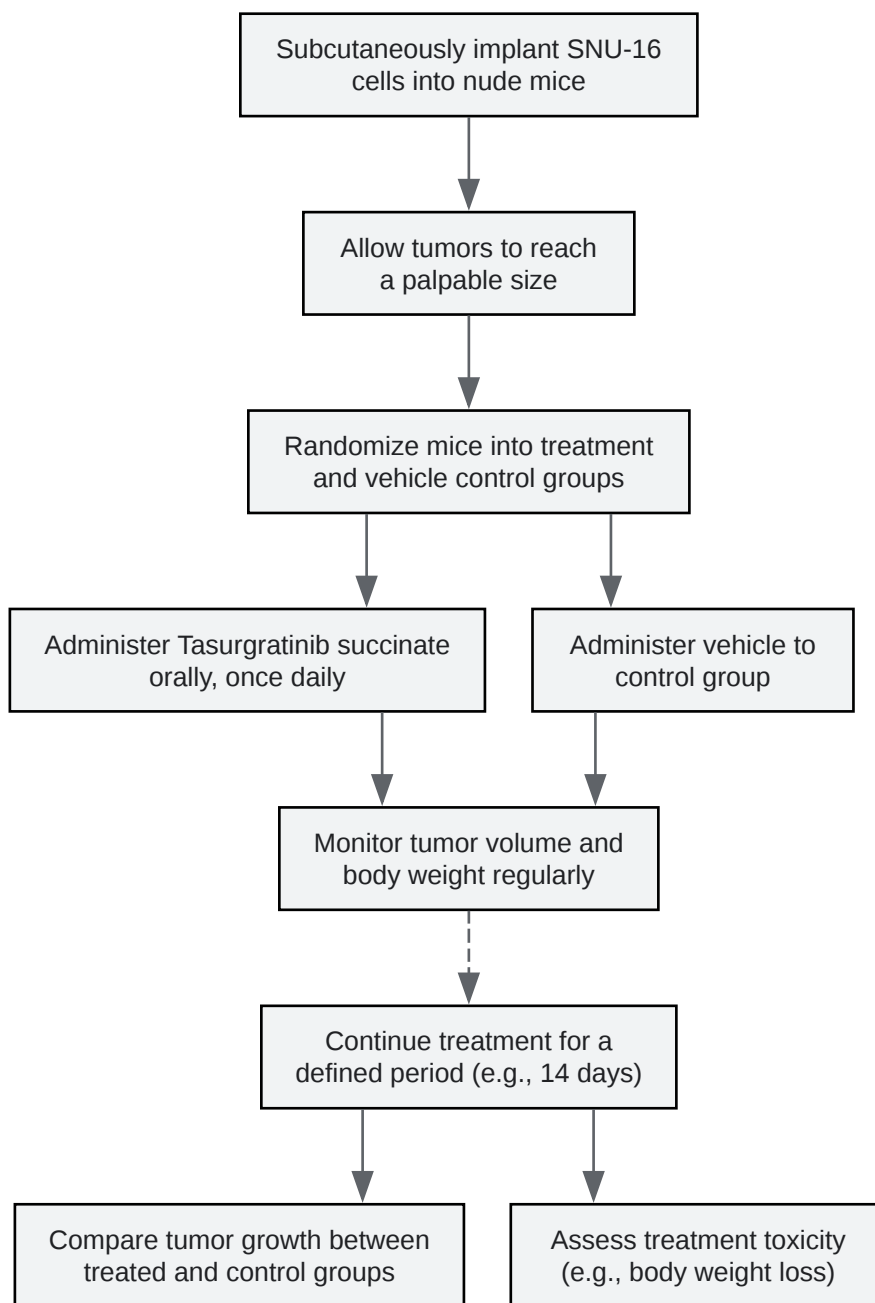 Subcutaneously implant SNU-16
cells into nude mice
Allow tumors to reach
a palpable size
Randomize mice into treatment
and vehicle control groups
Administer Tasurgratinib succinate
orally, once daily
Administer vehicle to
control group
Monitor tumor volume and
body weight regularly
Continue treatment for a
defined period (e.g., 14 days)
Compare tumor growth between
treated and control groups
Assess treatment toxicity
(e.g., body weight loss)